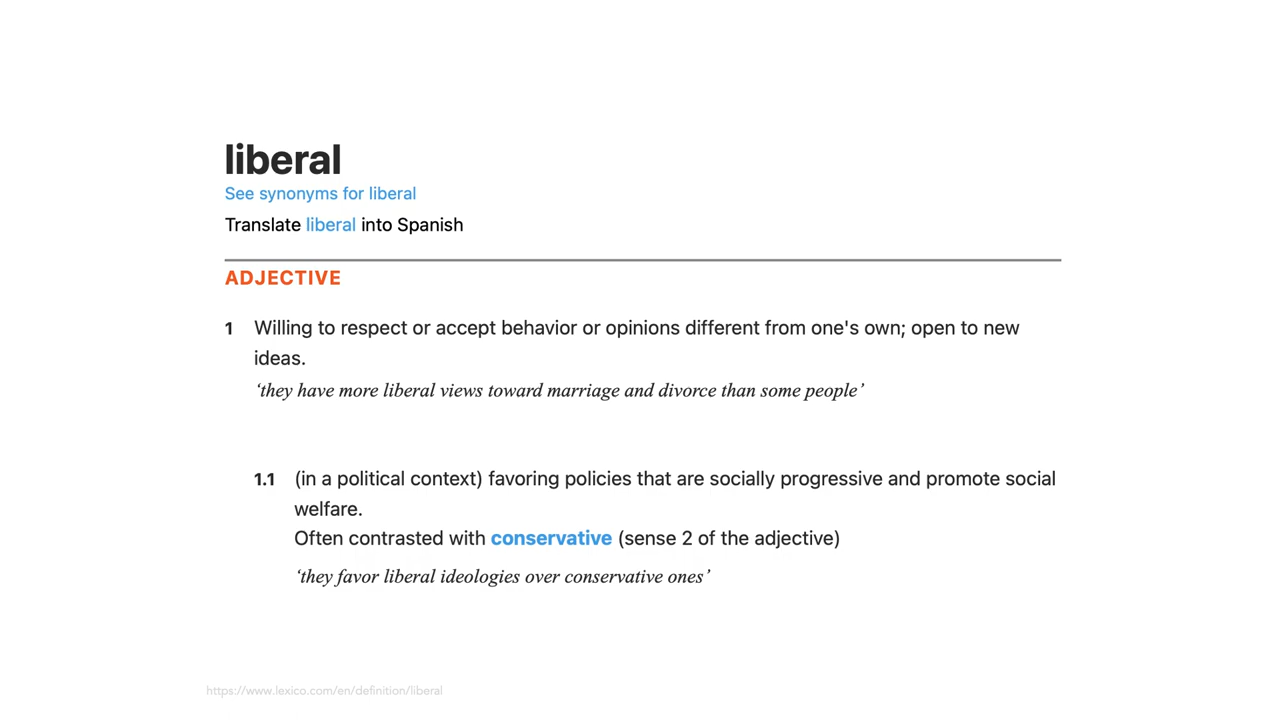 liberal
See synonyms for liberal
Translate liberal into Spanish
ADJECTIVE
1 Willing to respect or accept behavior or opinions different from one's own; open to new
ideas.
‘they have more liberal views toward marriage and divorce than some people’
1.1 (in a political context) favoring policies that are socially progressive and promote social
welfare.
Often contrasted with conservative (sense 2 of the adjective)
‘they favor liberal ideologies over conservative ones’
https://www.lexico.com/en/definition/liberal